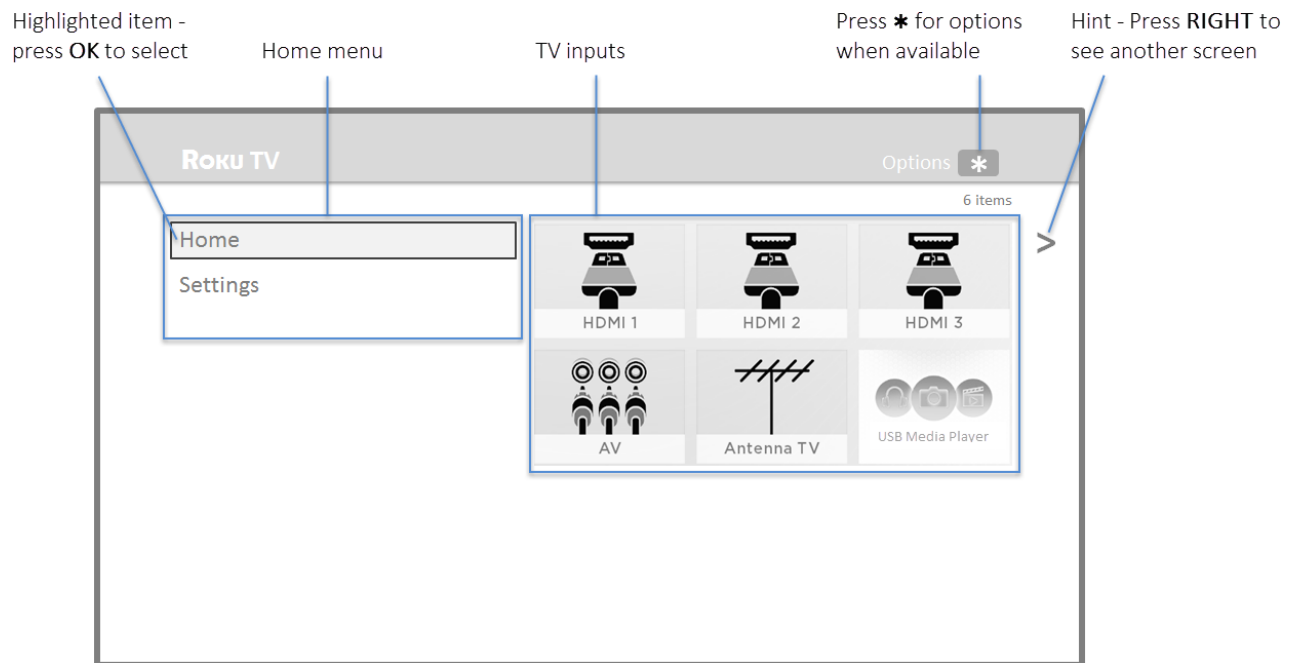 Highlighted item -
press OK to select
Home menu
TV inputs
Press ✱ for options
when available
Hint - Press RIGHT to
see another screen
ROKU TV
Options ✱
6 items
Home
Settings
>
HDMI 1
HDMI 2
HDMI 3
AV
Antenna TV
USB Media Player